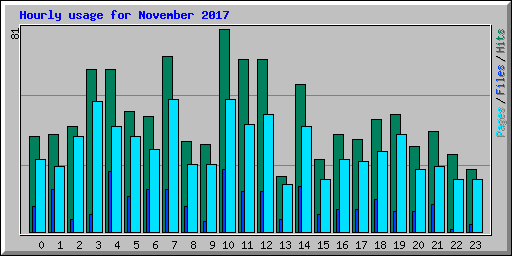 Hourly usage for November 2017
81
Pages/Files/Hits
0 1 2 3 4 5 6 7 8 9 10 11 12 13 14 15 16 17 18 19 20 21 22 23